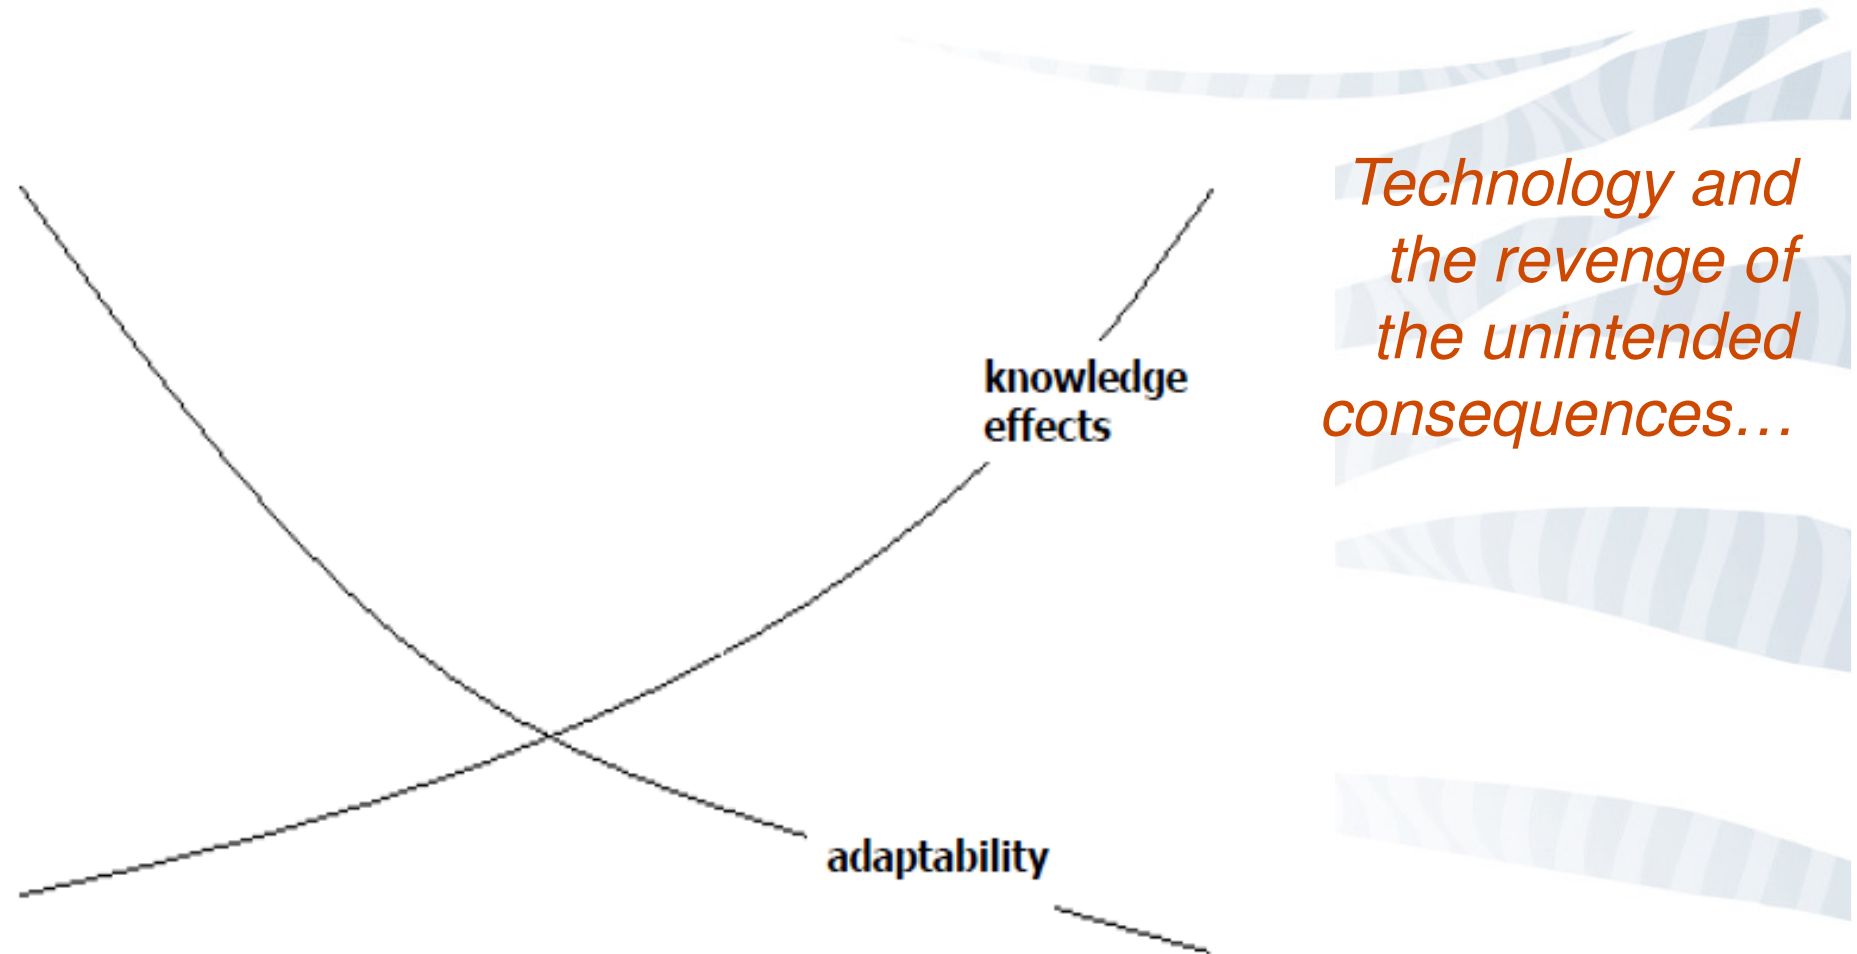 Technology and
the revenge of
the unintended
consequences…
knowledge
effects
adaptability